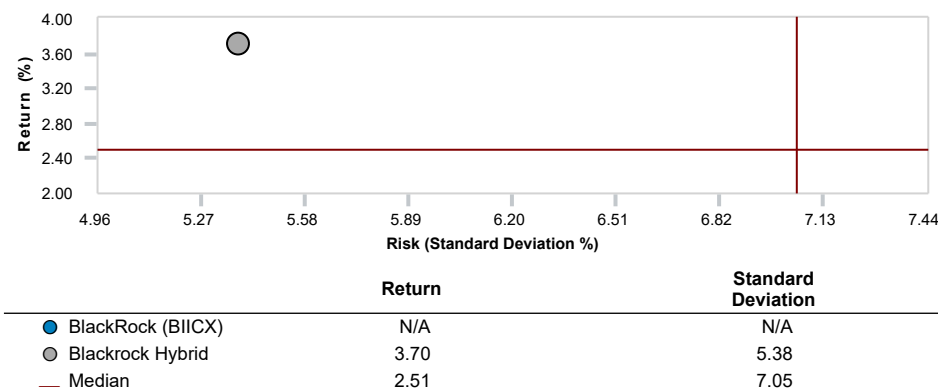 4.00
3.60
3.20
2.80
2.40
2.00
Return (%)
4.96 5.27 5.58 5.89 6.20 6.51 6.82 7.13 7.44
Risk (Standard Deviation %)
Return Standard Deviation
BlackRock (BIICX) N/A N/A
Blackrock Hybrid 3.70 5.38
Median 2.51 7.05